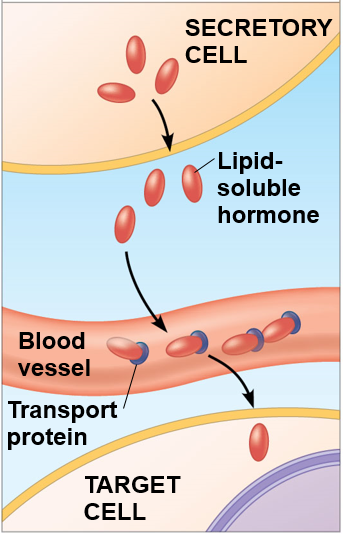 SECRETORY
CELL
Lipid-
soluble
hormone
Blood
vessel
Transport
protein
TARGET
CELL